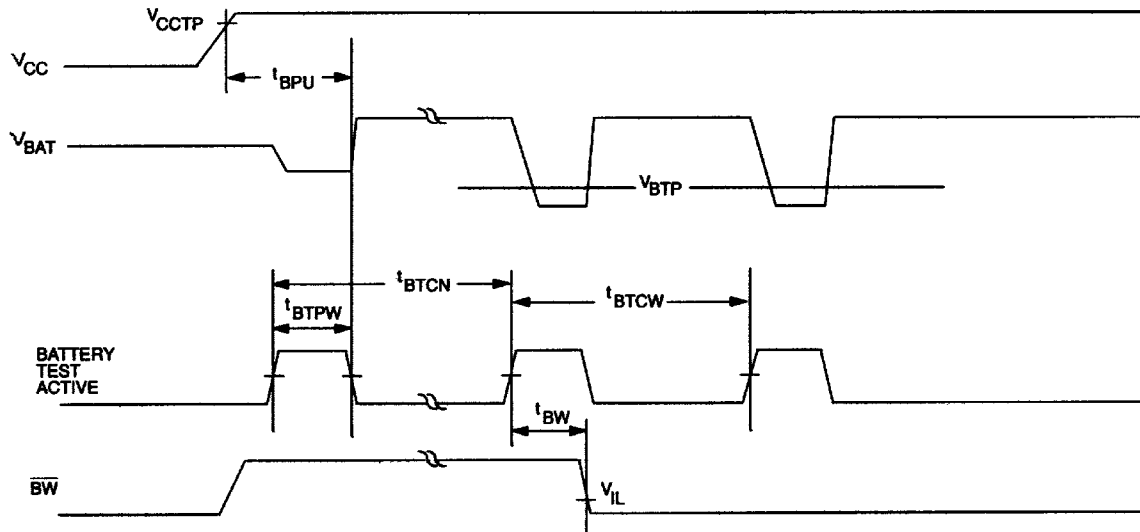 VCCTP
VCC
tBPU
VBAT
VBTP
tBTCN
tBTCW
tBTPW
BATTERY
TEST
ACTIVE
tBW
BW
VIL